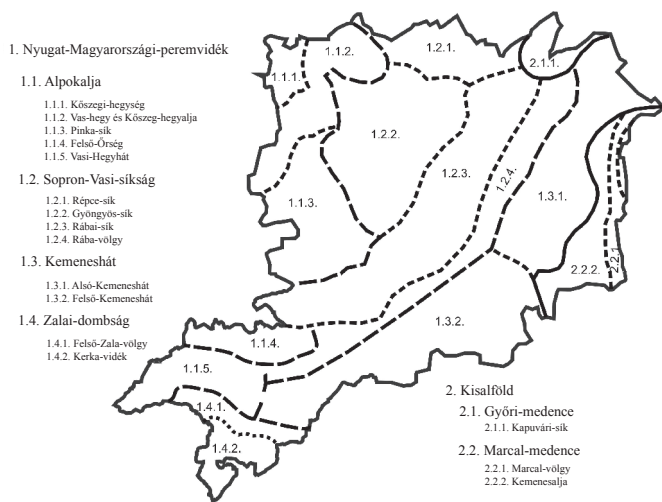 1. Nyugat-Magyarországi-peremvidék
1.1. Alpokalja
1.1.1. Kőszegi-hegység
1.1.2. Vas-hegy és Kőszeg-hegyalja
1.1.3. Pinka-sík
1.1.4. Felső-Őrség
1.1.5. Vasi-Hegyhát
1.2. Sopron-Vasi-síkság
1.2.1. Répce-sík
1.2.2. Gyöngyös-sík
1.2.3. Rábai-sík
1.2.4. Rába-völgy
1.3. Kemeneshát
1.3.1. Alsó-Kemeneshát
1.3.2. Felső-Kemeneshát
1.4. Zalai-dombság
1.4.1. Felső-Zala-völgy
1.4.2. Kerka-vidék
1.1.2.
1.2.1.
2.1.1.
1.1.1.
1.2.2.
1.2.3.
1.2.4.
1.3.1.
1.1.3.
2.2.2.
2.2.1
1.3.2.
1.1.4.
1.1.5.
1.4.1.
1.4.2.
2. Kisalföld
2.1. Győri-medence
2.1.1. Kapuvári-sík
2.2. Marcal-medence
2.2.1. Marcal-völgy
2.2.2. Kemenesalja